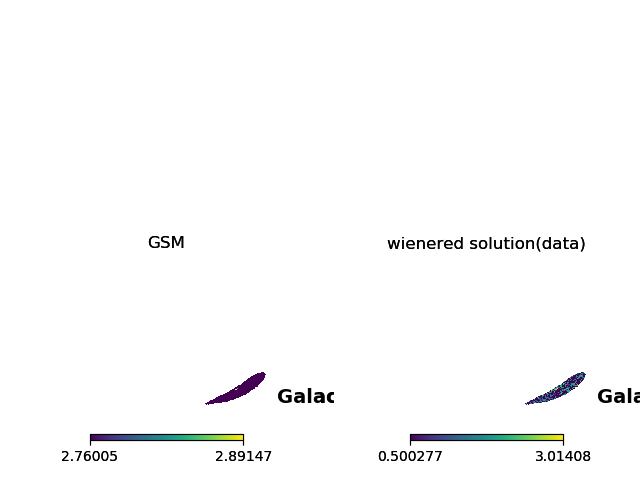 GSM
wienered solution(data)
Galac
Gala
2.76005
2.89147
0.500277
3.01408